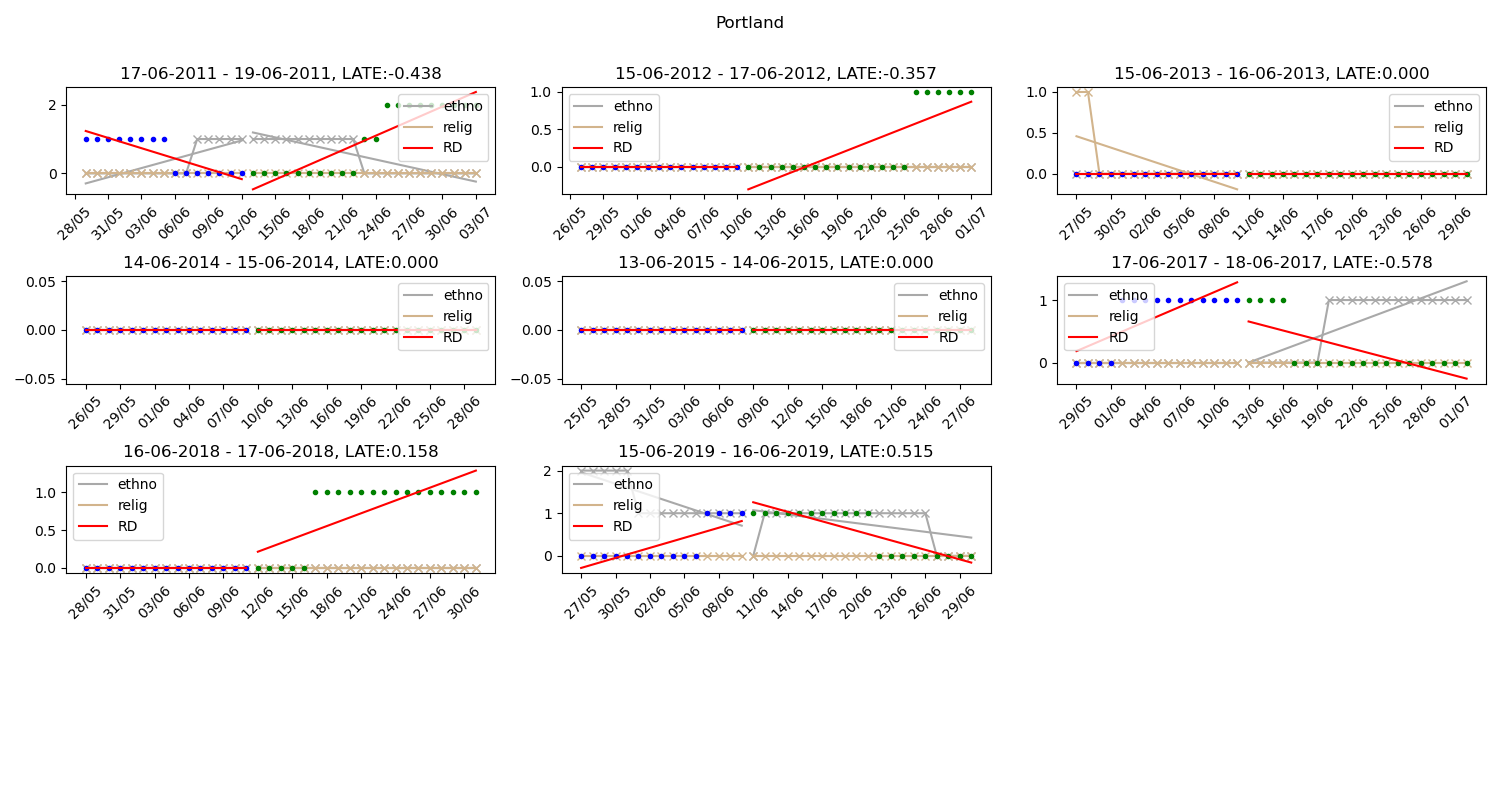 Portland
17-06-2011 - 19-06-2011, LATE:-0.438
2
0
ethno
relig
RD
28/05 31/05 03/06 06/06 09/06 12/06 15/06 18/06 21/06 24/06 27/06 30/06 03/07
15-06-2012 - 17-06-2012, LATE:-0.357
1.0
0.5
0.0
ethno
relig
RD
26/05 29/05 01/06 04/06 07/06 10/06 13/06 16/06 19/06 22/06 25/06 28/06 01/07
15-06-2013 - 16-06-2013, LATE:0.000
1.0
0.5
0.0
ethno
relig
RD
27/05 30/05 02/06 05/06 08/06 11/06 14/06 17/06 20/06 23/06 26/06 29/06
14-06-2014 - 15-06-2014, LATE:0.000
0.05
0.00
−0.05
ethno
relig
RD
26/05 29/05 01/06 04/06 07/06 10/06 13/06 16/06 19/06 22/06 25/06 28/06
13-06-2015 - 14-06-2015, LATE:0.000
0.05
0.00
−0.05
ethno
relig
RD
25/05 28/05 31/05 03/06 06/06 09/06 12/06 15/06 18/06 21/06 24/06 27/06
17-06-2017 - 18-06-2017, LATE:-0.578
1
0
ethno
relig
RD
29/05 01/06 04/06 07/06 10/06 13/06 16/06 19/06 22/06 25/06 28/06 01/07
16-06-2018 - 17-06-2018, LATE:0.158
1.0
0.5
0.0
ethno
relig
RD
28/05 31/05 03/06 06/06 09/06 12/06 15/06 18/06 21/06 24/06 27/06 30/06
15-06-2019 - 16-06-2019, LATE:0.515
2
1
0
ethno
relig
RD
27/05 30/05 02/06 05/06 08/06 11/06 14/06 17/06 20/06 23/06 26/06 29/06